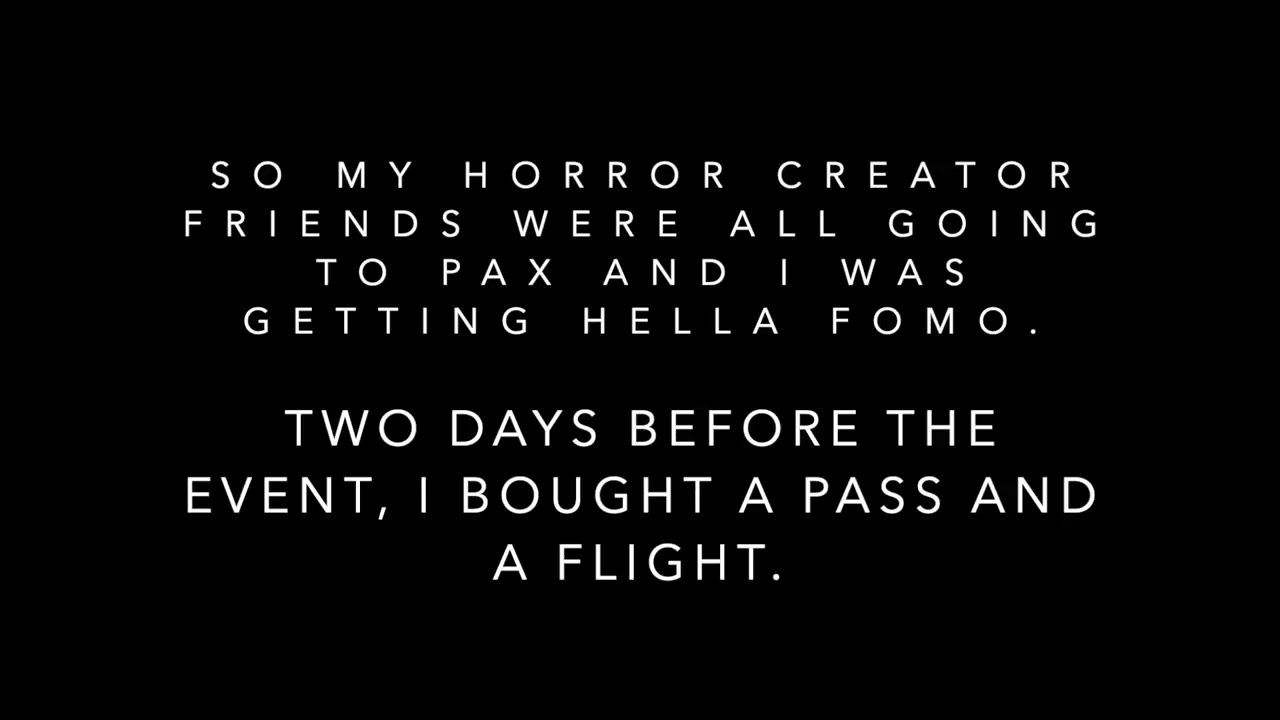 SO MY HORROR CREATOR
FRIENDS WERE ALL GOING
TO PAX AND I WAS
GETTING HELLA FOMO.
TWO DAYS BEFORE THE
EVENT, I BOUGHT A PASS AND
A FLIGHT.